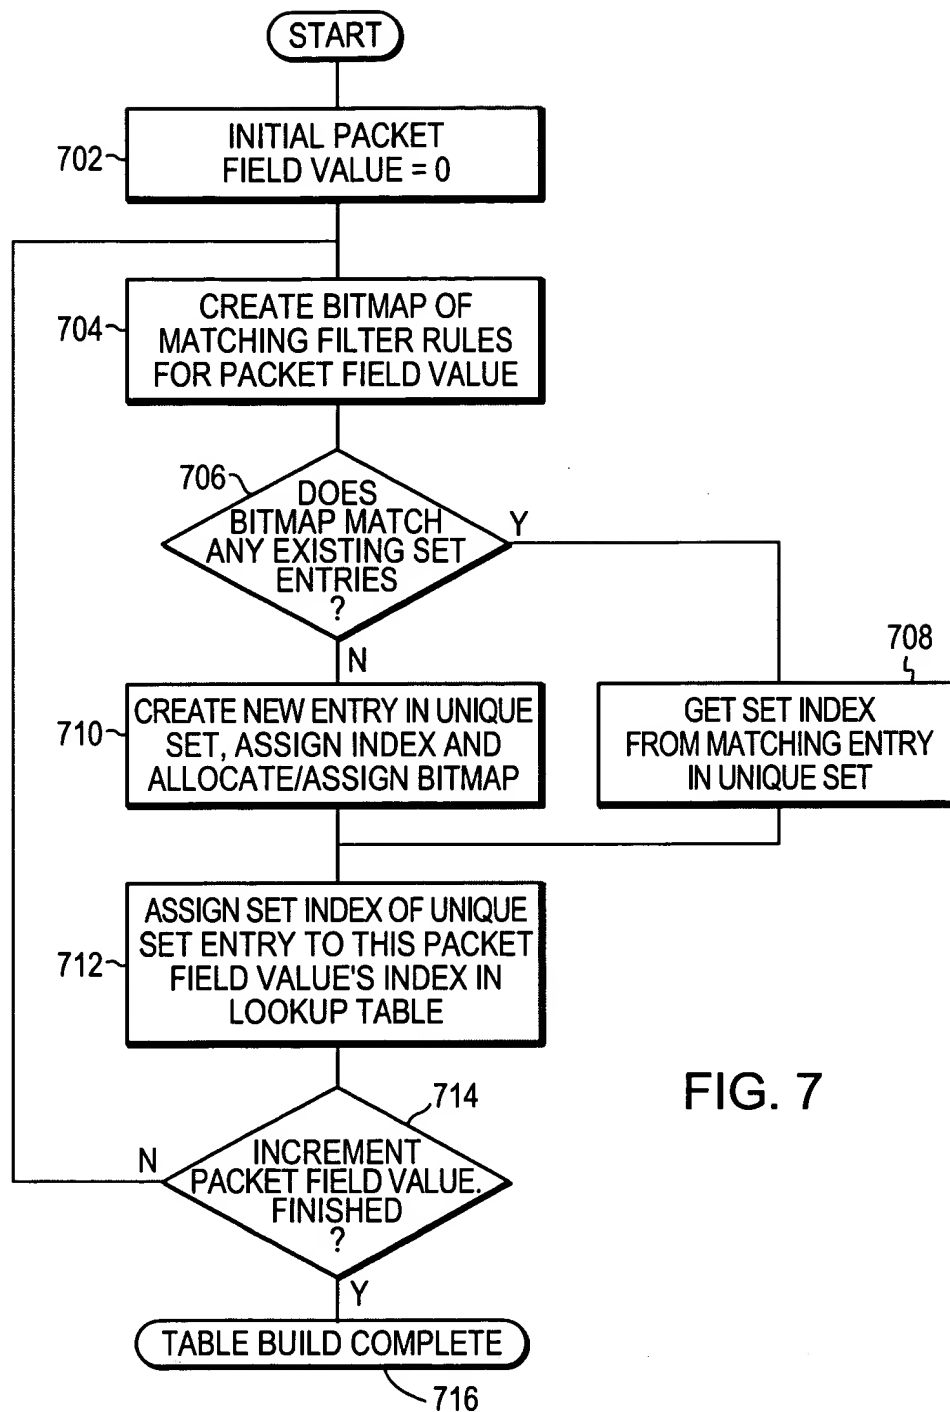 START
702
INITIAL PACKET
FIELD VALUE = 0
704
CREATE BITMAP OF
MATCHING FILTER RULES
FOR PACKET FIELD VALUE
706
DOES
BITMAP MATCH
ANY EXISTING SET
ENTRIES
?
Y
N
708
GET SET INDEX
FROM MATCHING ENTRY
IN UNIQUE SET
710
CREATE NEW ENTRY IN UNIQUE
SET, ASSIGN INDEX AND
ALLOCATE/ASSIGN BITMAP
712
ASSIGN SET INDEX OF UNIQUE
SET ENTRY TO THIS PACKET
FIELD VALUE'S INDEX IN
LOOKUP TABLE
FIG. 7
714
INCREMENT
PACKET FIELD VALUE.
FINISHED
?
N
Y
TABLE BUILD COMPLETE
716